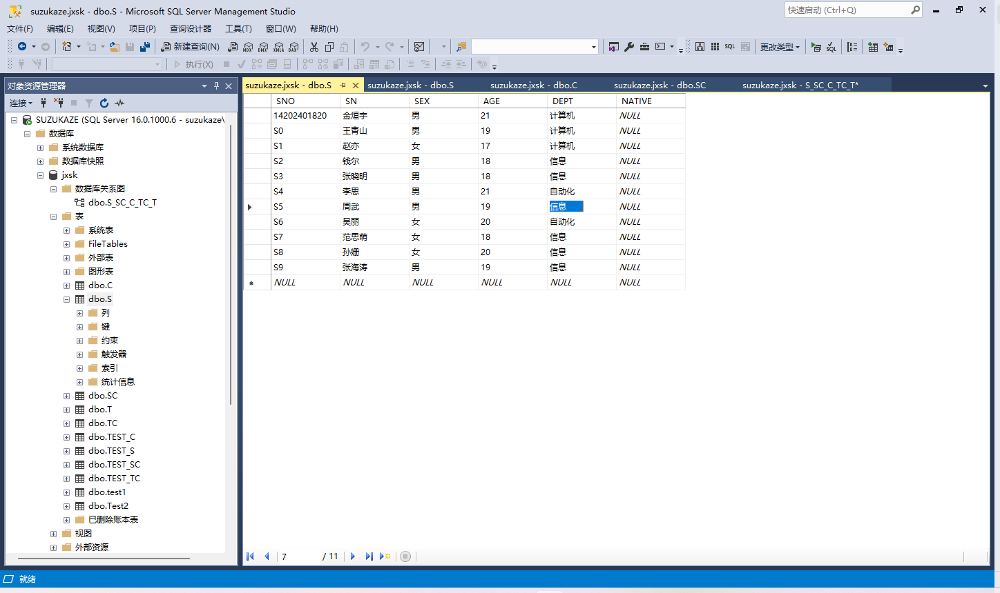 suzukaze.jxsk - dbo.S - Microsoft SQL Server Management Studio
快速启动 (Ctrl+Q)
文件(F) 编辑(E) 视图(V) 项目(P) 查询设计器 工具(T) 窗口(W) 帮助(H)
新建查询(N) MDX DMX XMLA DAX SQL 更改类型 SQL
执行(X)
对象资源管理器
连接
SUZUKAZE (SQL Server 16.0.1000.6 - suzukaze\
数据库
系统数据库
数据库快照
jxsk
数据库关系图
dbo.S_SC_C_TC_T
表
系统表
FileTables
外部表
图形表
dbo.C
dbo.S
列
键
约束
触发器
索引
统计信息
dbo.SC
dbo.T
dbo.TC
dbo.TEST_C
dbo.TEST_S
dbo.TEST_SC
dbo.TEST_TC
dbo.test1
dbo.Test2
已删除账本表
视图
外部资源
suzukaze.jxsk - dbo.S suzukaze.jxsk - dbo.S suzukaze.jxsk - dbo.C suzukaze.jxsk - dbo.SC suzukaze.jxsk - S_SC_C_TC_T*
SNO SN SEX AGE DEPT NATIVE
14202401820 金烜宇 男 21 计算机 NULL
S0 王青山 男 19 计算机 NULL
S1 赵亦 女 17 计算机 NULL
S2 钱尔 男 18 信息 NULL
S3 张晓明 男 18 信息 NULL
S4 李思 男 21 自动化 NULL
S5 周武 男 19 信息 NULL
S6 吴丽 女 20 自动化 NULL
S7 范思萌 女 18 信息 NULL
S8 孙姗 女 20 信息 NULL
S9 张海涛 男 19 信息 NULL
NULL NULL NULL NULL NULL NULL
7 / 11
就绪